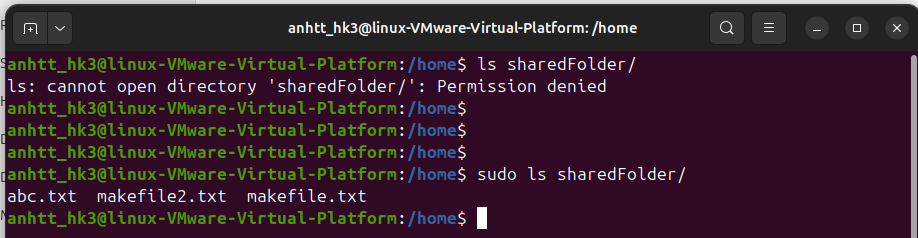 anhtt_hk3@linux-VMware-Virtual-Platform: /home
anhtt_hk3@linux-VMware-Virtual-Platform:/home$ ls sharedFolder/
ls: cannot open directory 'sharedFolder/': Permission denied
anhtt_hk3@linux-VMware-Virtual-Platform:/home$
anhtt_hk3@linux-VMware-Virtual-Platform:/home$
anhtt_hk3@linux-VMware-Virtual-Platform:/home$
anhtt_hk3@linux-VMware-Virtual-Platform:/home$ sudo ls sharedFolder/
abc.txt  makefile2.txt  makefile.txt
anhtt_hk3@linux-VMware-Virtual-Platform:/home$